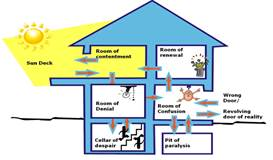 Room of
contentment
Room of
renewal
Sun Deck
Room of
Denial
Room of
Confusion
Wrong
Door/
Revolving
door of reality
Cellar of
despair
Pit of
paralysis